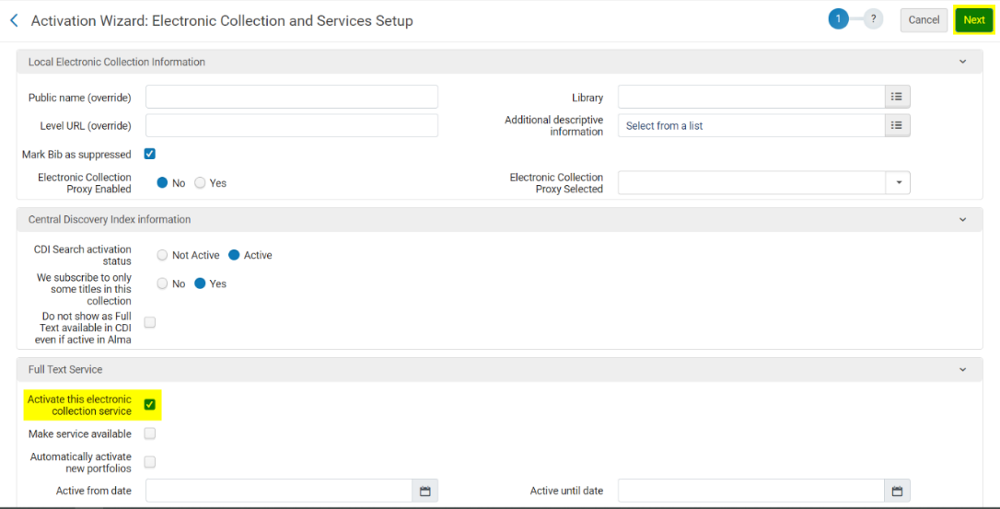 Activation Wizard: Electronic Collection and Services Setup
1
?
Cancel
Next
Local Electronic Collection Information
Public name (override)
Library
Level URL (override)
Additional descriptive
information
Select from a list
Mark Bib as suppressed
Electronic Collection
Proxy Enabled
No
Yes
Electronic Collection
Proxy Selected
Central Discovery Index information
CDI Search activation
status
Not Active
Active
We subscribe to only
some titles in this
collection
No
Yes
Do not show as Full
Text available in CDI
even if active in Alma
Full Text Service
Activate this electronic
collection service
Make service available
Automatically activate
new portfolios
Active from date
Active until date